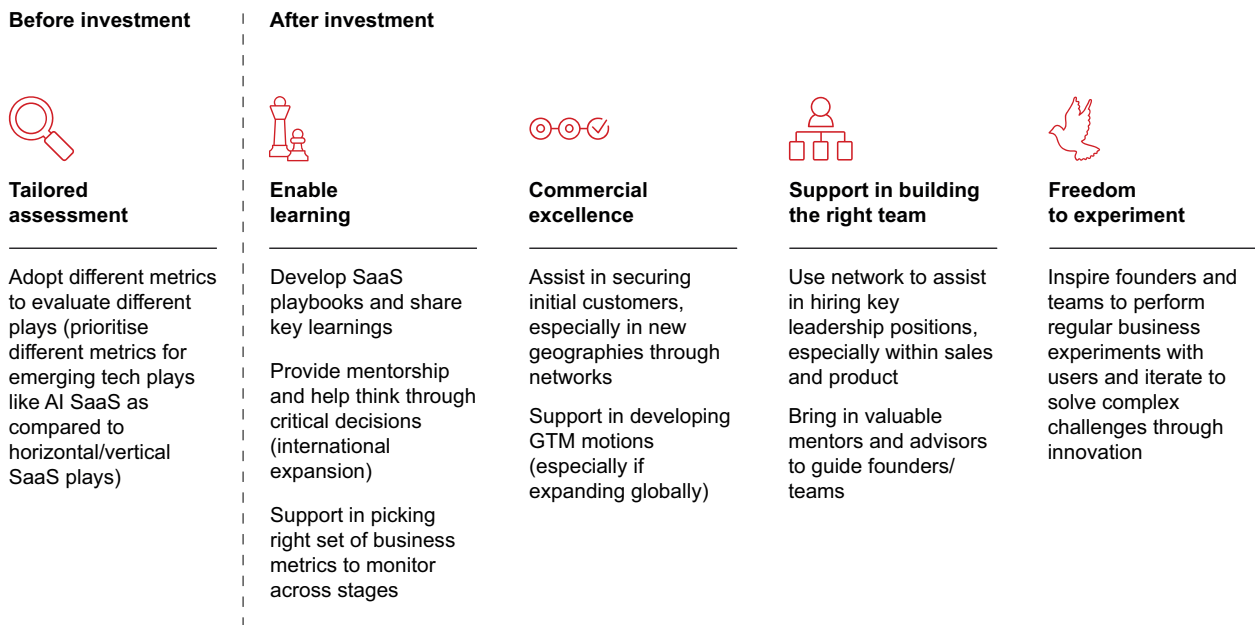 Before investment
After investment
Tailored
assessment
Adopt different metrics
to evaluate different
plays (prioritise
different metrics for
emerging tech plays
like AI SaaS as
compared to
horizontal/vertical
SaaS plays)
Enable
learning
Develop SaaS
playbooks and share
key learnings
Provide mentorship
and help think through
critical decisions
(international
expansion)
Support in picking
right set of business
metrics to monitor
across stages
Commercial
excellence
Assist in securing
initial customers,
especially in new
geographies through
networks
Support in developing
GTM motions
(especially if
expanding globally)
Support in building
the right team
Use network to assist
in hiring key
leadership positions,
especially within sales
and product
Bring in valuable
mentors and advisors
to guide founders/
teams
Freedom
to experiment
Inspire founders and
teams to perform
regular business
experiments with
users and iterate to
solve complex
challenges through
innovation